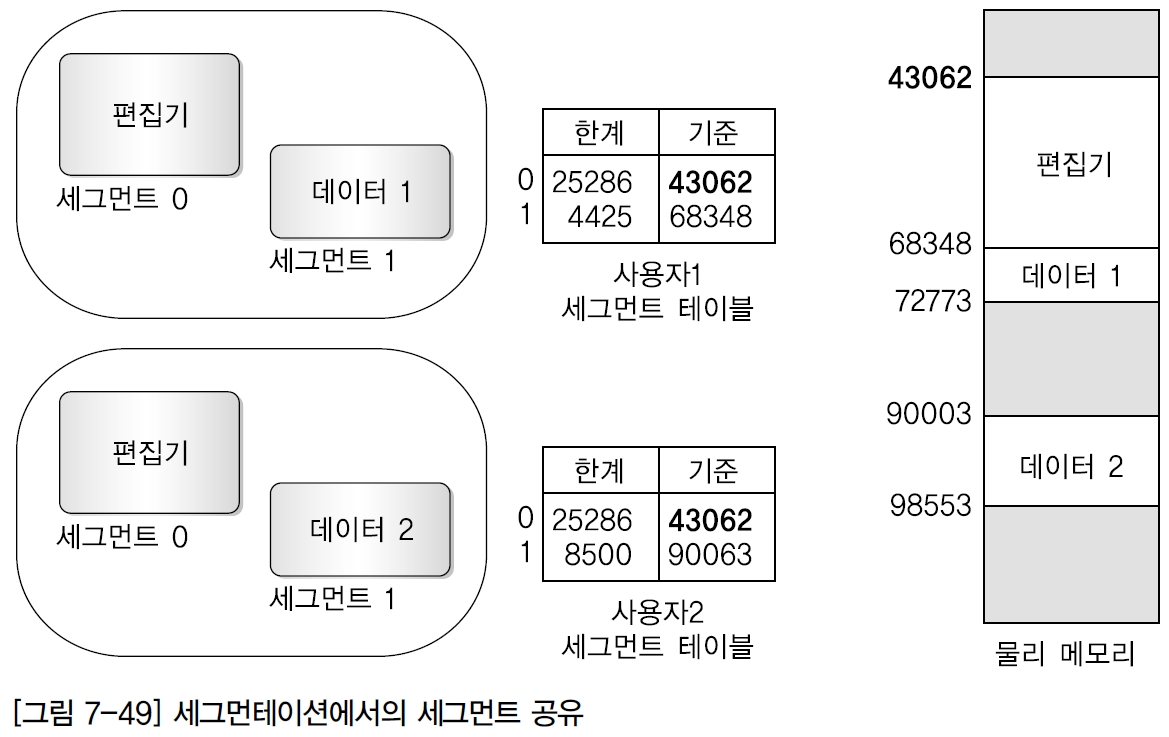 편집기
세그먼트 0
데이터 1
세그먼트 1
한계 기준
0 25286 43062
1 4425 68348
사용자1
세그먼트 테이블
편집기
세그먼트 0
데이터 2
세그먼트 1
한계 기준
0 25286 43062
1 8500 90063
사용자2
세그먼트 테이블
43062
편집기
68348
데이터 1
72773
90003
데이터 2
98553
물리 메모리
[그림 7-49] 세그먼테이션에서의 세그먼트 공유